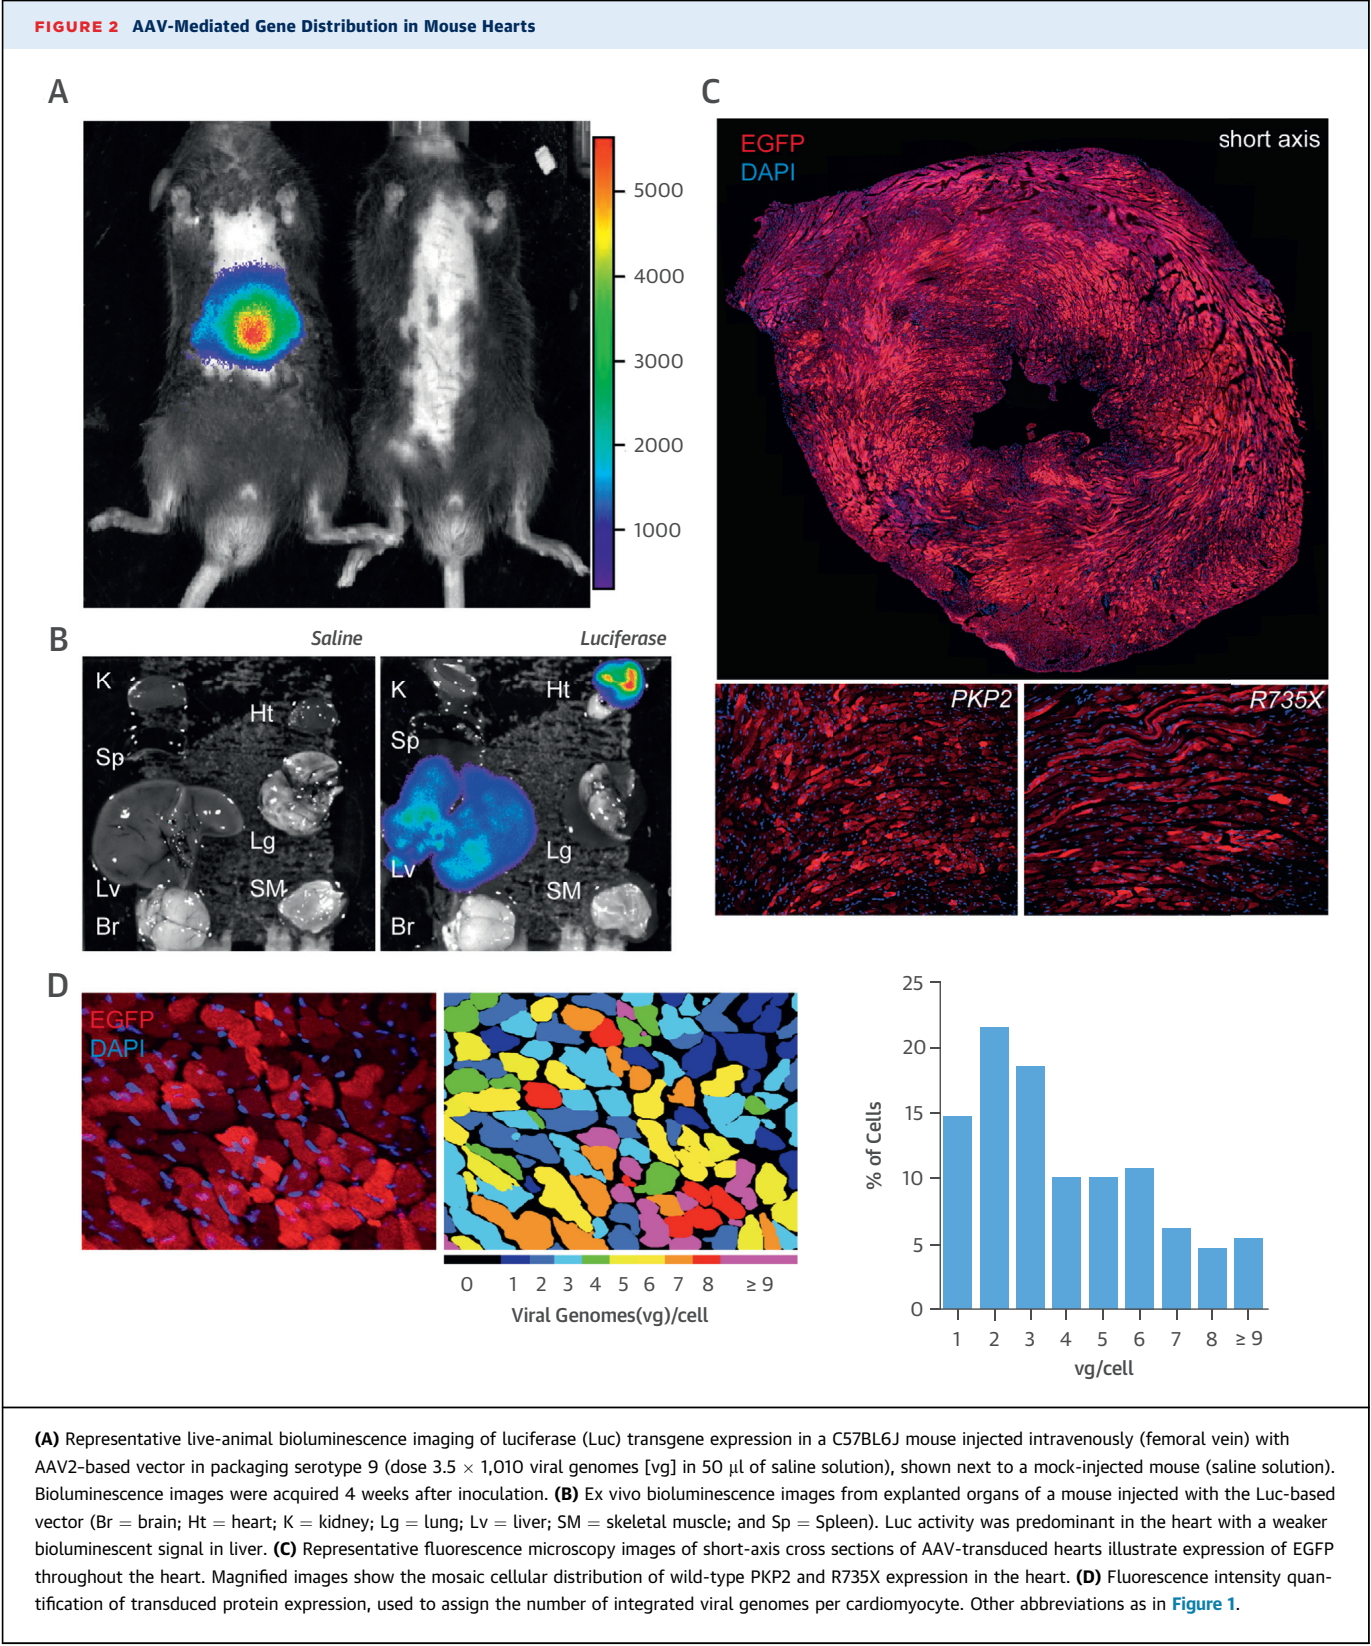 FIGURE 2 AAV-Mediated Gene Distribution in Mouse Hearts
A
5000
4000
3000
2000
1000
B
Saline
Luciferase
K
Ht
Sp
Lg
Lv
SM
Br
K
Ht
Sp
Lg
Lv
SM
Br
C
EGFP
DAPI
short axis
PKP2
R735X
D
EGFP
DAPI
0 1 2 3 4 5 6 7 8 ≥ 9
Viral Genomes(vg)/cell
25
20
15
10
5
0
% of Cells
1 2 3 4 5 6 7 8 ≥ 9
vg/cell
(A) Representative live-animal bioluminescence imaging of luciferase (Luc) transgene expression in a C57BL6J mouse injected intravenously (femoral vein) with
AAV2-based vector in packaging serotype 9 (dose 3.5 × 1,010 viral genomes [vg] in 50 μl of saline solution), shown next to a mock-injected mouse (saline solution).
Bioluminescence images were acquired 4 weeks after inoculation. (B) Ex vivo bioluminescence images from explanted organs of a mouse injected with the Luc-based
vector (Br = brain; Ht = heart; K = kidney; Lg = lung; Lv = liver; SM = skeletal muscle; and Sp = Spleen). Luc activity was predominant in the heart with a weaker
bioluminescent signal in liver. (C) Representative fluorescence microscopy images of short-axis cross sections of AAV-transduced hearts illustrate expression of EGFP
throughout the heart. Magnified images show the mosaic cellular distribution of wild-type PKP2 and R735X expression in the heart. (D) Fluorescence intensity quan-
tification of transduced protein expression, used to assign the number of integrated viral genomes per cardiomyocyte. Other abbreviations as in Figure 1.